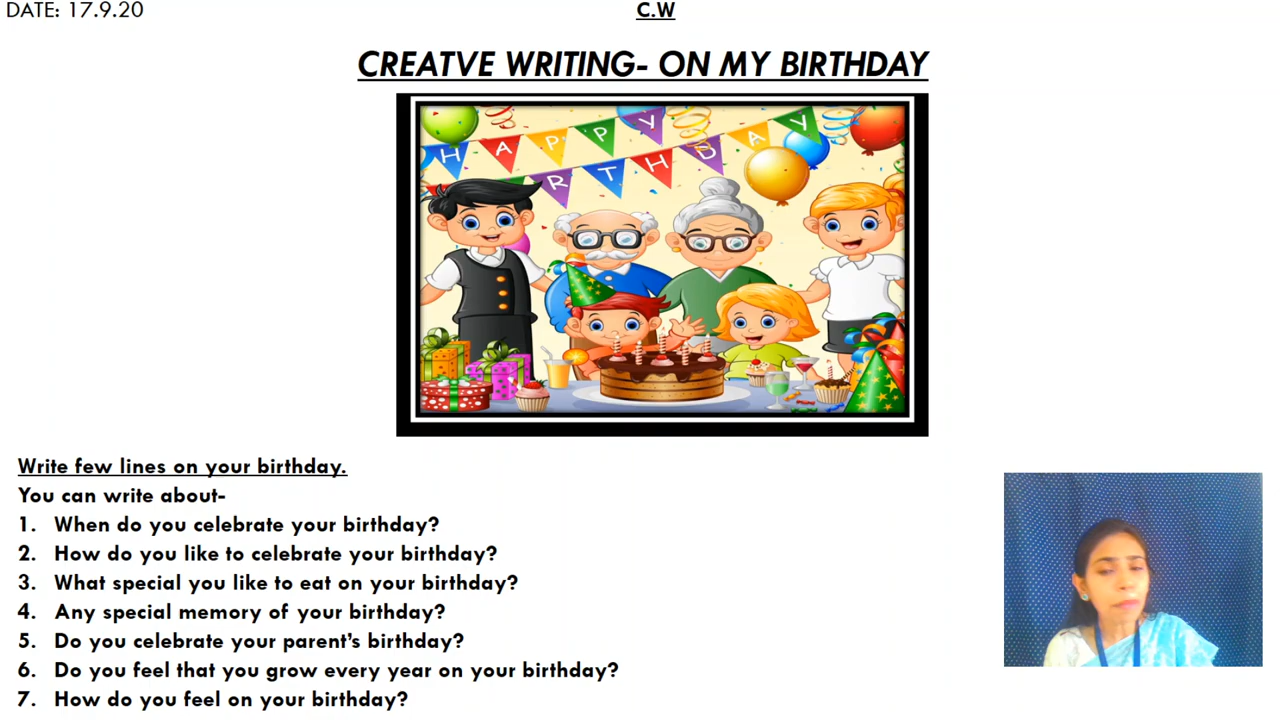 DATE: 17.9.20
C.W
CREATVE WRITING- ON MY BIRTHDAY
HAPPY
RTHDAY
Write few lines on your birthday.
You can write about-
1. When do you celebrate your birthday?
2. How do you like to celebrate your birthday?
3. What special you like to eat on your birthday?
4. Any special memory of your birthday?
5. Do you celebrate your parent's birthday?
6. Do you feel that you grow every year on your birthday?
7. How do you feel on your birthday?